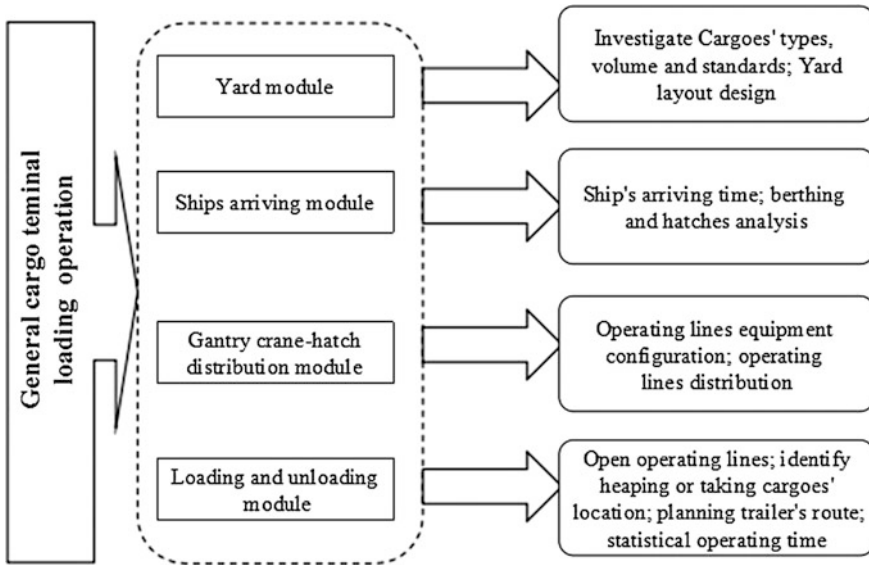 General cargo teminal
loading operation
Yard module
Investigate Cargoes' types,
volume and standards; Yard
layout design
Ships arriving module
Ship's arriving time; berthing
and hatches analysis
Gantry crane-hatch
distribution module
Operating lines equipment
configuration; operating
lines distribution
Loading and unloading
module
Open operating lines; identify
heaping or taking cargoes'
location; planning trailer's route;
statistical operating time